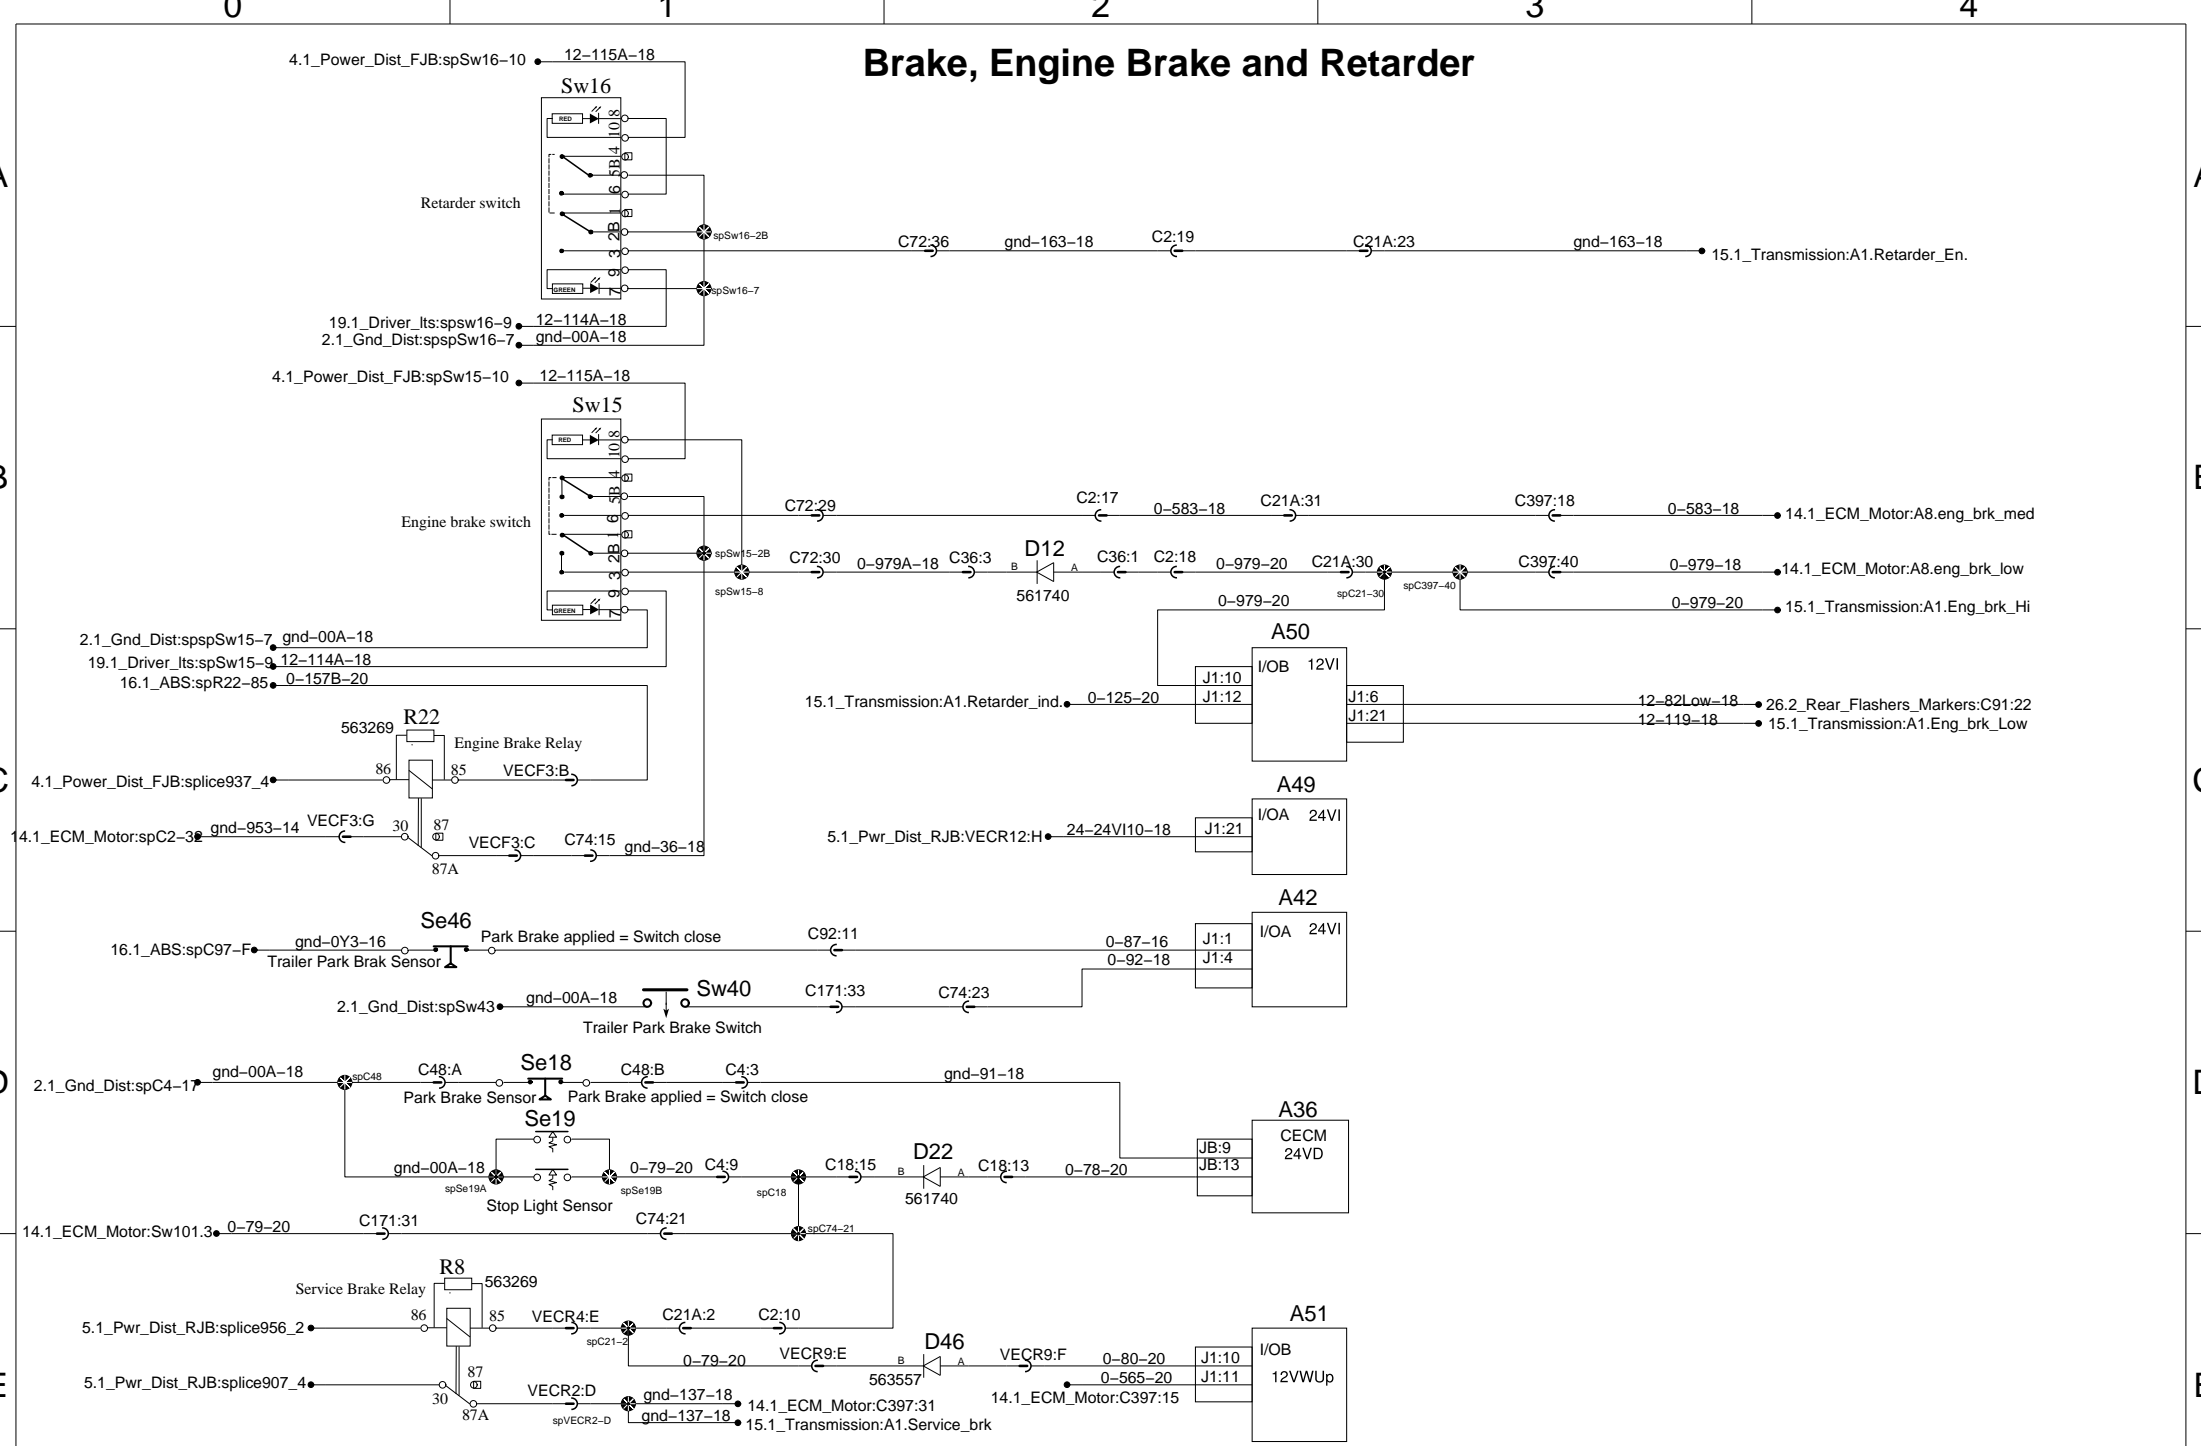 0 1 2 3 4
Brake, Engine Brake and Retarder
4.1_Power_Dist_FJB:spSw16-10 12-115A-18
Sw16
RED
8
10
4
5B
6
1
2B
3
9
7
GREEN
Retarder switch
spSw16-2B
spSw16-7
C72:36 gnd-163-18 C2:19 C21A:23 gnd-163-18 15.1_Transmission:A1.Retarder_En.
A
A
19.1_Driver_lts:spsw16-9 12-114A-18
2.1_Gnd_Dist:spspSw16-7 gnd-00A-18
4.1_Power_Dist_FJB:spSw15-10 12-115A-18
Sw15
RED
8
10
4
5B
6
1
2B
3
9
7
GREEN
Engine brake switch
B
C72:29 C2:17 0-583-18 C21A:31 C397:18 0-583-18 14.1_ECM_Motor:A8.eng_brk_med
spSw15-2B
spSw15-8
C72:30 0-979A-18 C36:3 B D12 A C36:1 C2:18 0-979-20 C21A:30 C397:40 0-979-18 14.1_ECM_Motor:A8.eng_brk_low
561740
spC21-30 spC397-40
0-979-20 0-979-20 15.1_Transmission:A1.Eng_brk_Hi
2.1_Gnd_Dist:spspSw15-7 gnd-00A-18
19.1_Driver_lts:spSw15-9 12-114A-18
16.1_ABS:spR22-85 0-157B-20
A50
I/OB 12VI
J1:10
15.1_Transmission:A1.Retarder_ind. 0-125-20 J1:12
J1:6 12-82Low-18 26.2_Rear_Flashers_Markers:C91:22
J1:21 12-119-18 15.1_Transmission:A1.Eng_brk_Low
R22
563269
Engine Brake Relay
C
4.1_Power_Dist_FJB:splice937_4 86 85 VECF3:B
14.1_ECM_Motor:spC2-32 gnd-953-14 VECF3:G 30 87
87A
VECF3:C C74:15 gnd-36-18
A49
I/OA 24VI
5.1_Pwr_Dist_RJB:VECR12:H 24-24VI10-18 J1:21
A42
I/OA 24VI
Se46
16.1_ABS:spC97-F gnd-0Y3-16 Park Brake applied = Switch close C92:11 0-87-16 J1:1
Trailer Park Brak Sensor
0-92-18 J1:4
2.1_Gnd_Dist:spSw43 gnd-00A-18 Sw40 C171:33 C74:23
Trailer Park Brake Switch
D
2.1_Gnd_Dist:spC4-17 gnd-00A-18 spC48 C48:A Se18 C48:B C4:3 gnd-91-18
Park Brake Sensor Park Brake applied = Switch close
A36
CECM
24VD
JB:9
JB:13
Se19
gnd-00A-18 spSe19A 0-79-20 spSe19B C4:9 spC18 C18:15 B D22 A C18:13 0-78-20
561740
Stop Light Sensor
14.1_ECM_Motor:Sw101.3 0-79-20 C171:31 C74:21 spC74-21
R8
Service Brake Relay 563269
5.1_Pwr_Dist_RJB:splice956_2 86 85 VECR4:E C21A:2 C2:10
spC21-2
0-79-20 VECR9:E B D46 A VECR9:F 0-80-20 J1:10
563557
A51
I/OB
12VWUp
0-565-20 J1:11
14.1_ECM_Motor:C397:15
5.1_Pwr_Dist_RJB:splice907_4 30 87
87A
VECR2:D gnd-137-18 14.1_ECM_Motor:C397:31
spVECR2-D gnd-137-18 15.1_Transmission:A1.Service_brk